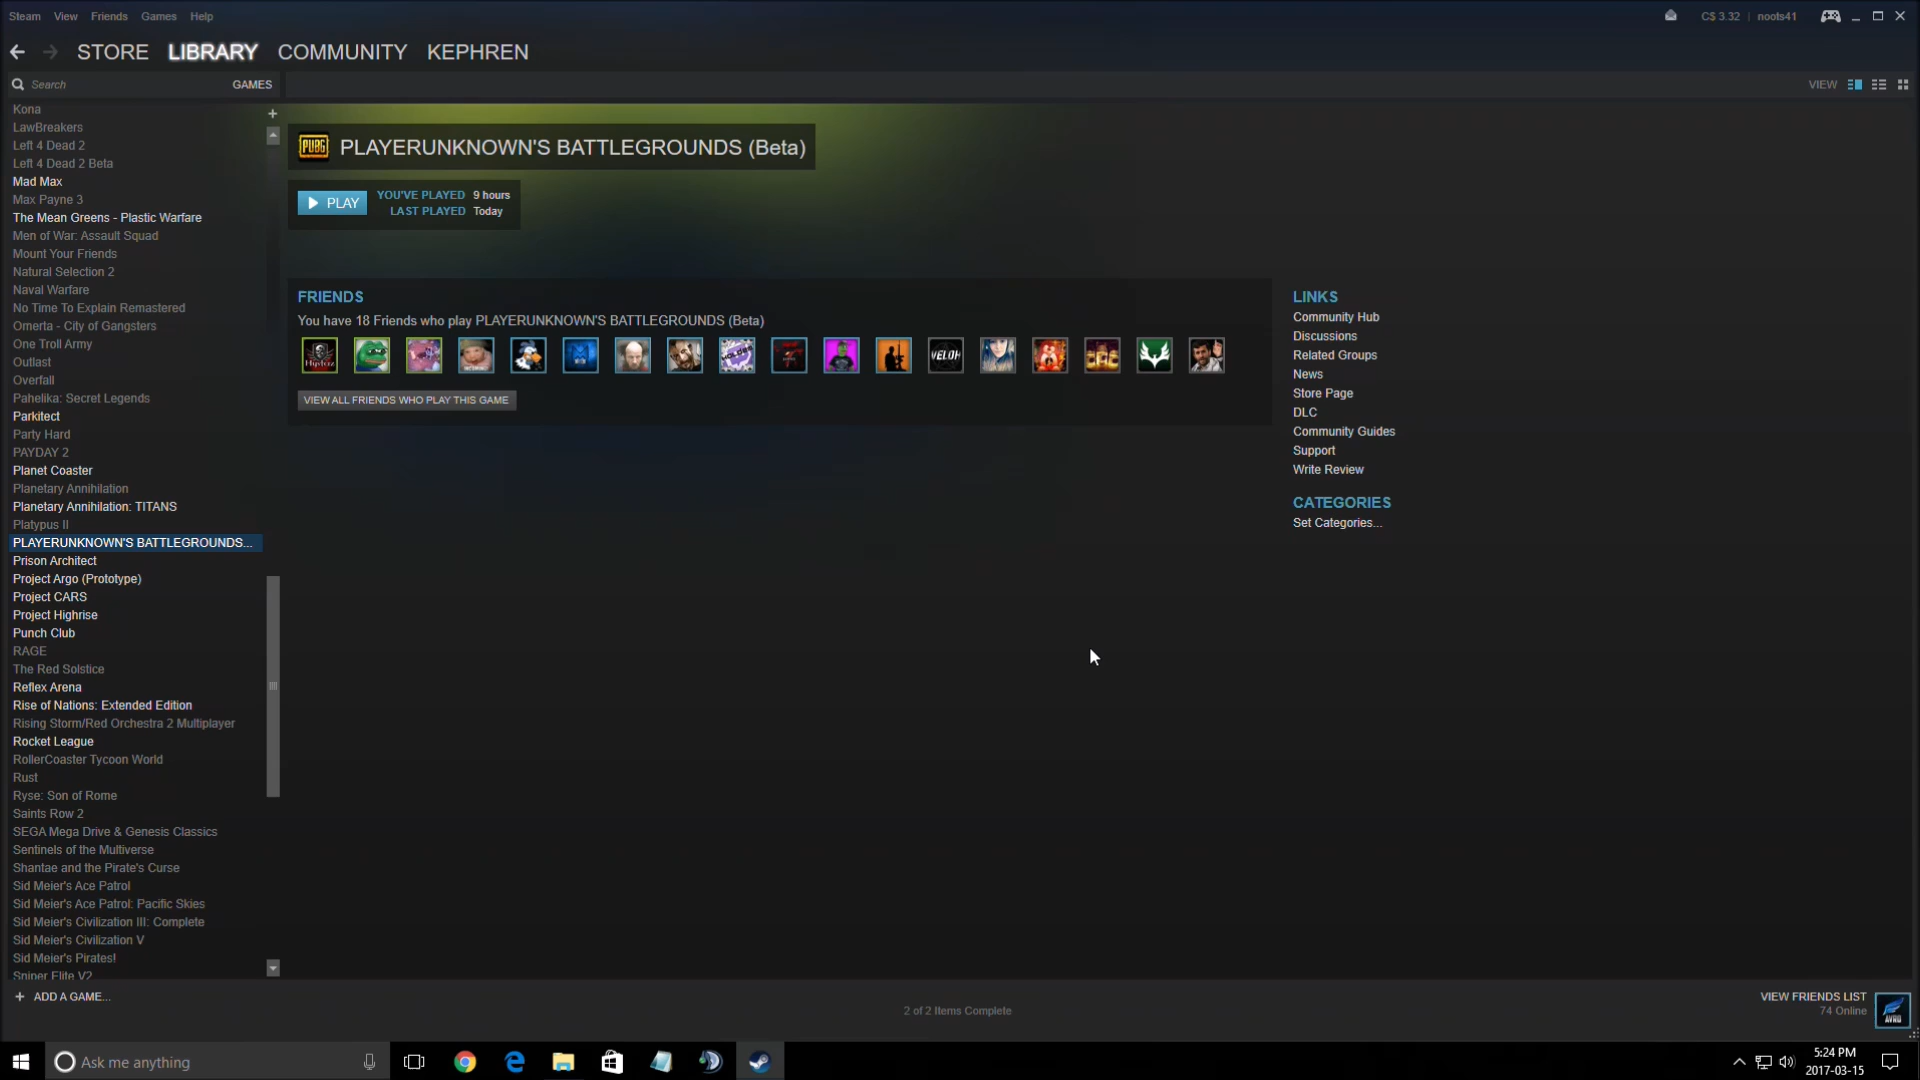 Steam View Friends Games Help
C$ 3.32 | noots41
STORE LIBRARY COMMUNITY KEPHREN
Search GAMES
VIEW
Kona
LawBreakers
Left 4 Dead 2
Left 4 Dead 2 Beta
Mad Max
Max Payne 3
The Mean Greens - Plastic Warfare
Men of War: Assault Squad
Mount Your Friends
Natural Selection 2
Naval Warfare
No Time To Explain Remastered
Omerta - City of Gangsters
One Troll Army
Outlast
Overfall
Pahelika: Secret Legends
Parkitect
Party Hard
PAYDAY 2
Planet Coaster
Planetary Annihilation
Planetary Annihilation: TITANS
Platypus II
PLAYERUNKNOWN'S BATTLEGROUNDS...
Prison Architect
Project Argo (Prototype)
Project CARS
Project Highrise
Punch Club
RAGE
The Red Solstice
Reflex Arena
Rise of Nations: Extended Edition
Rising Storm/Red Orchestra 2 Multiplayer
Rocket League
RollerCoaster Tycoon World
Rust
Ryse: Son of Rome
Saints Row 2
SEGA Mega Drive & Genesis Classics
Sentinels of the Multiverse
Shantae and the Pirate's Curse
Sid Meier's Ace Patrol
Sid Meier's Ace Patrol: Pacific Skies
Sid Meier's Civilization III: Complete
Sid Meier's Civilization V
Sid Meier's Pirates!
Sniper Elite V2
PUBG PLAYERUNKNOWN'S BATTLEGROUNDS (Beta)
PLAY
YOU'VE PLAYED 9 hours
LAST PLAYED Today
FRIENDS
You have 18 Friends who play PLAYERUNKNOWN'S BATTLEGROUNDS (Beta)
VELOH
VIEW ALL FRIENDS WHO PLAY THIS GAME
LINKS
Community Hub
Discussions
Related Groups
News
Store Page
DLC
Community Guides
Support
Write Review
CATEGORIES
Set Categories...
+ ADD A GAME...
2 of 2 Items Complete
VIEW FRIENDS LIST
74 Online
Ask me anything
5:24 PM
2017-03-15